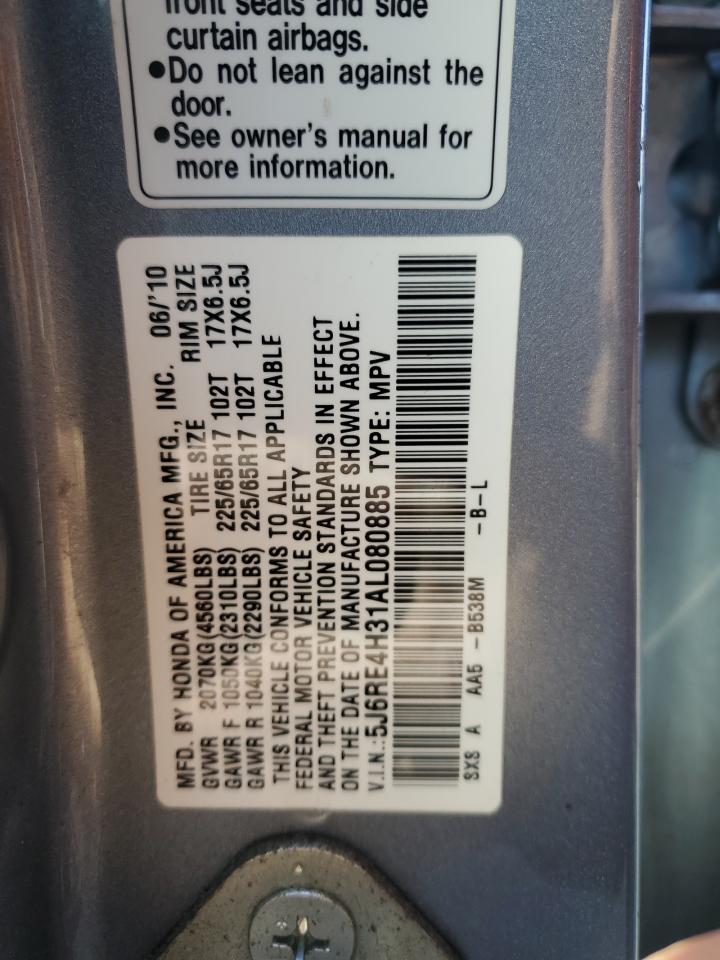 front seats and side
curtain airbags.
●Do not lean against the
door.
●See owner's manual for
more information.
MFD. BY HONDA OF AMERICA MFG., INC. 06/'10
TIRE SIZE RIM SIZE
GVWR 2070KG(4560LBS)
GAWR F 1050KG(2310LBS) 225/65R17 102T 17X6.5J
GAWR R 1040KG(2290LBS) 225/65R17 102T 17X6.5J
THIS VEHICLE CONFORMS TO ALL APPLICABLE
FEDERAL MOTOR VEHICLE SAFETY
AND THEFT PREVENTION STANDARDS IN EFFECT
ON THE DATE OF MANUFACTURE SHOWN ABOVE.
V.I.N.:5J6RE4H31AL080885 TYPE: MPV
SXS A AA5 -B538M -B-L